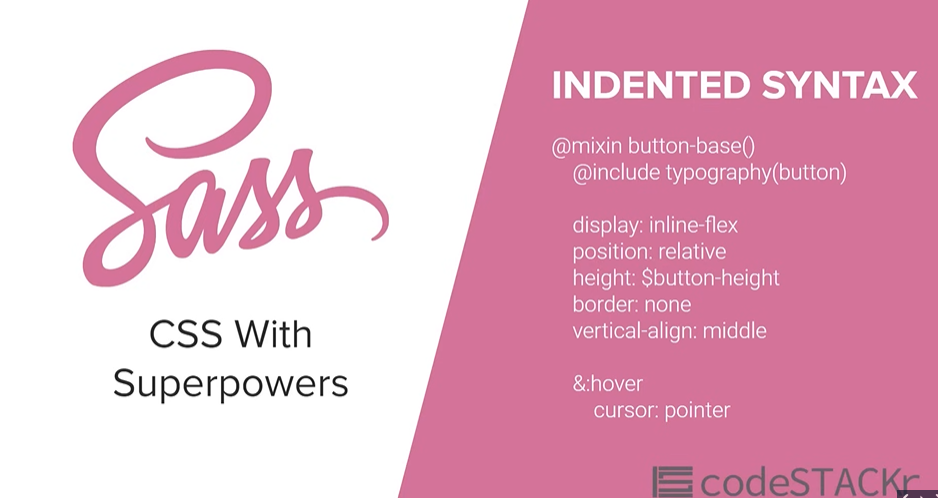 Sass
CSS With
Superpowers
INDENTED SYNTAX
@mixin button-base()
@include typography(button)
display: inline-flex
position: relative
height: $button-height
border: none
vertical-align: middle
&:hover
cursor: pointer
codeSTACKr